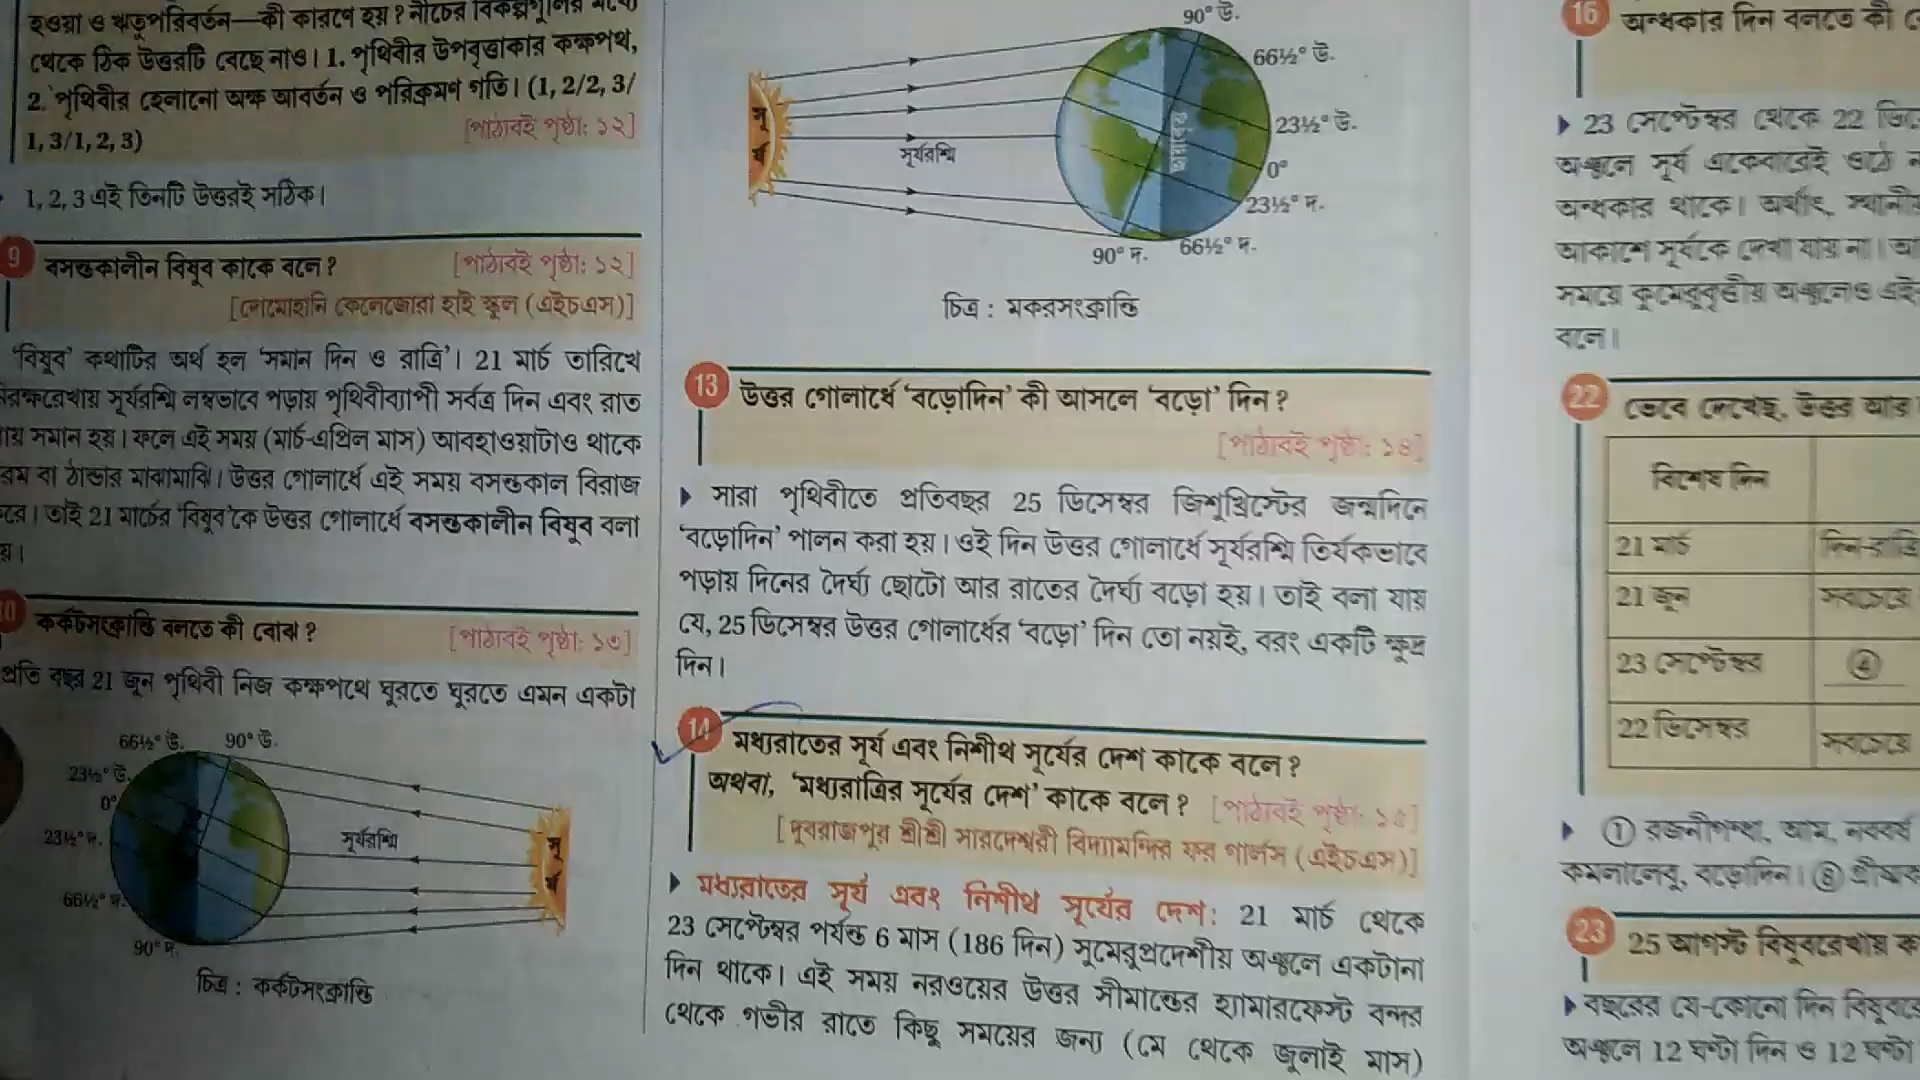 হওয়া ও ঋতুপরিবর্তন—কী কারণে হয়? নীচের বিকল্পগুলির মধ্যে
থেকে ঠিক উত্তরটি বেছে নাও। 1. পৃথিবীর উপবৃত্তাকার কক্ষপথ,
2. পৃথিবীর হেলানো অক্ষ আবর্তন ও পরিক্রমণ গতি। (1, 2/2, 3/
1, 3/1, 2, 3)
[পাঠ্যবই পৃষ্ঠা: ১২]
1, 2, 3 এই তিনটি উত্তরই সঠিক।
9 বসন্তকালীন বিষুব কাকে বলে? [পাঠ্যবই পৃষ্ঠা: ১২]
[দোমোহানি কেলেজোরা হাই স্কুল (এইচএস)]
'বিষুব' কথাটির অর্থ হল 'সমান দিন ও রাত্রি'। 21 মার্চ তারিখে
সূর্যরশ্মি লম্বভাবে পড়ায় পৃথিবীব্যাপী সর্বত্র দিন এবং রাত
সমান হয়। ফলে এই সময় (মার্চ-এপ্রিল মাস) আবহাওয়াটাও থাকে
বা ঠান্ডার মাঝামাঝি। উত্তর গোলার্ধে এই সময় বসন্তকাল বিরাজ
তাই 21 মার্চের 'বিষুব'কে উত্তর গোলার্ধে বসন্তকালীন বিষুব বলা
য়।
10 কর্কটসংক্রান্তি বলতে কী বোঝ? [পাঠ্যবই পৃষ্ঠা: ১৩]
প্রতি বছর 21 জুন পৃথিবী নিজ কক্ষপথে ঘুরতে ঘুরতে এমন একটা
66½° উ. 90° উ.
23½° উ.
0°
23½° দ.
66½° দ.
90° দ.
সূর্যরশ্মি
সূর্য
চিত্র : কর্কটসংক্রান্তি
90° উ.
66½° উ.
23½° উ.
0°
23½° দ.
66½° দ.
90° দ.
সূর্য
সূর্যরশ্মি
ছায়াবৃত্ত
চিত্র : মকরসংক্রান্তি
13 উত্তর গোলার্ধে 'বড়োদিন' কী আসলে 'বড়ো' দিন?
[পাঠ্যবই পৃষ্ঠা: ১৪]
সারা পৃথিবীতে প্রতিবছর 25 ডিসেম্বর জিশুখ্রিস্টের জন্মদিনে
'বড়োদিন' পালন করা হয়। ওই দিন উত্তর গোলার্ধে সূর্যরশ্মি তির্যকভাবে
পড়ায় দিনের দৈর্ঘ্য ছোটো আর রাতের দৈর্ঘ্য বড়ো হয়। তাই বলা যায়
যে, 25 ডিসেম্বর উত্তর গোলার্ধের 'বড়ো' দিন তো নয়ই, বরং একটি ক্ষুদ্র
দিন।
14 মধ্যরাতের সূর্য এবং নিশীথ সূর্যের দেশ কাকে বলে?
অথবা, 'মধ্যরাত্রির সূর্যের দেশ' কাকে বলে? [পাঠ্যবই পৃষ্ঠা: ১৫]
[দুবরাজপুর শ্রীশ্রী সারদেশ্বরী বিদ্যামন্দির ফর গার্লস (এইচএস)]
মধ্যরাতের সূর্য এবং নিশীথ সূর্যের দেশ: 21 মার্চ থেকে
23 সেপ্টেম্বর পর্যন্ত 6 মাস (186 দিন) সুমেরুপ্রদেশীয় অঞ্চলে একটানা
দিন থাকে। এই সময় নরওয়ের উত্তর সীমান্তের হ্যামারফেস্ট বন্দর
থেকে গভীর রাতে কিছু সময়ের জন্য (মে থেকে জুলাই মাস)
16 অন্ধকার দিন বলতে কী
23 সেপ্টেম্বর থেকে 22
অঞ্চলে সূর্য একেবারেই ওঠে
অন্ধকার থাকে। অর্থাৎ, স্থানীয়
আকাশে সূর্যকে দেখা যায় না।
সময়ে কুমেরুবৃত্তীয় অঞ্চলেও এই
বলে।
22 ভেবে দেখেছ, উত্তর আর
বিশেষ দিন
21 মার্চ দিন-রাত্রি
21 জুন সবচেয়ে
23 সেপ্টেম্বর ④
22 ডিসেম্বর সবচেয়ে
① রজনীগন্ধা, আম, নববর্ষ
কমলালেবু, বড়োদিন।
23 25 আগস্ট বিষুবরেখায়
বছরের যে-কোনো দিন
অঞ্চলে 12 ঘণ্টা দিন ও 12 ঘণ্টা